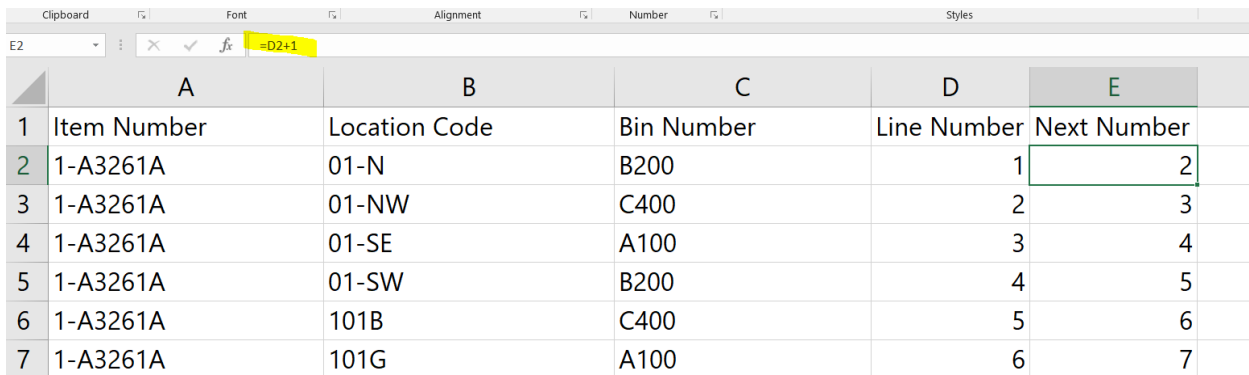 Clipboard Font Alignment Number Styles
E2 fx =D2+1
A B C D E
1 Item Number Location Code Bin Number Line Number Next Number
2 1-A3261A 01-N B200 1 2
3 1-A3261A 01-NW C400 2 3
4 1-A3261A 01-SE A100 3 4
5 1-A3261A 01-SW B200 4 5
6 1-A3261A 101B C400 5 6
7 1-A3261A 101G A100 6 7